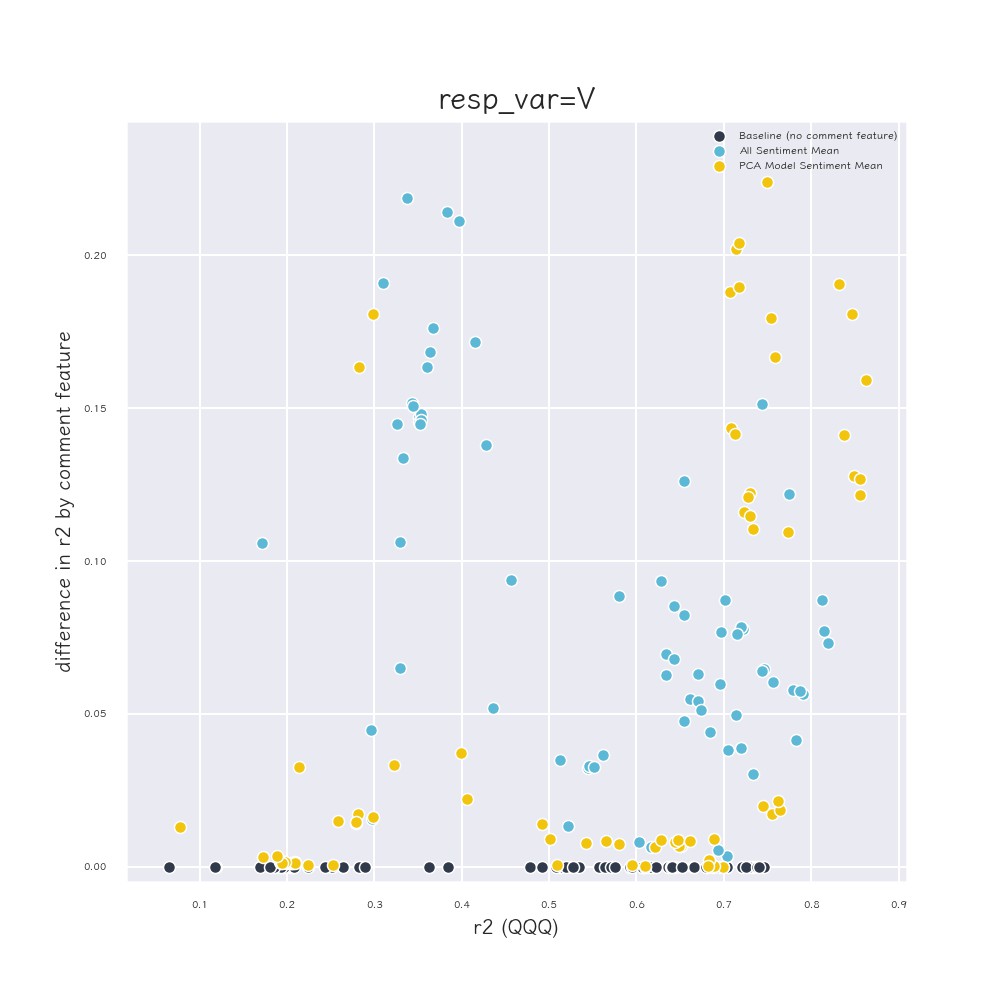 resp_var=V
Baseline (no comment feature)
All Sentiment Mean
PCA Model Sentiment Mean
difference in r2 by comment feature
0.20
0.15
0.10
0.05
0.00
0.1 0.2 0.3 0.4 0.5 0.6 0.7 0.8 0.9
r2 (QQQ)